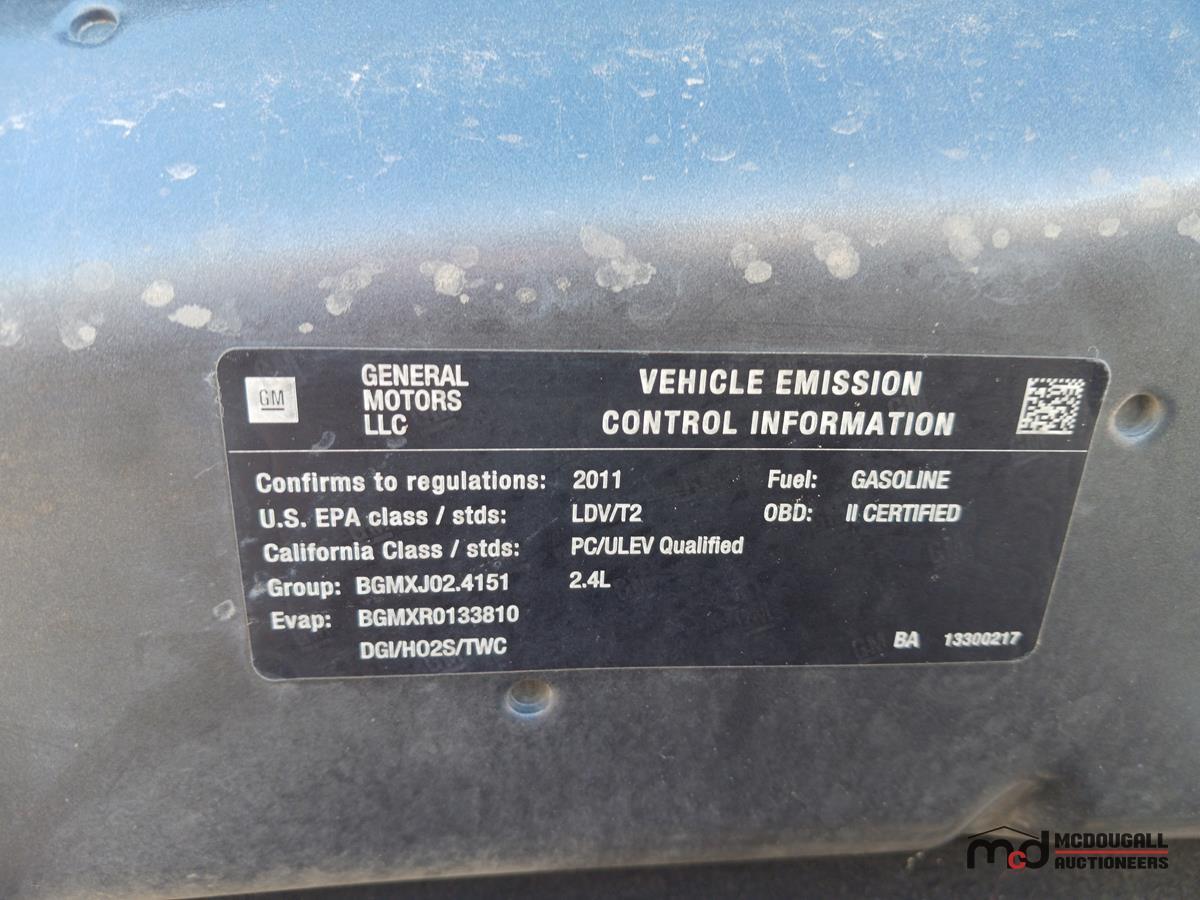 GM
GENERAL
MOTORS
LLC
VEHICLE EMISSION
CONTROL INFORMATION
Confirms to regulations: 2011 Fuel: GASOLINE
U.S. EPA class / stds: LDV/T2 OBD: II CERTIFIED
California Class / stds: PC/ULEV Qualified
Group: BGMXJ02.4151 2.4L
Evap: BGMXR0133810
DGI/HO2S/TWC
BA 13300217
mcd MCDOUGALL
AUCTIONEERS